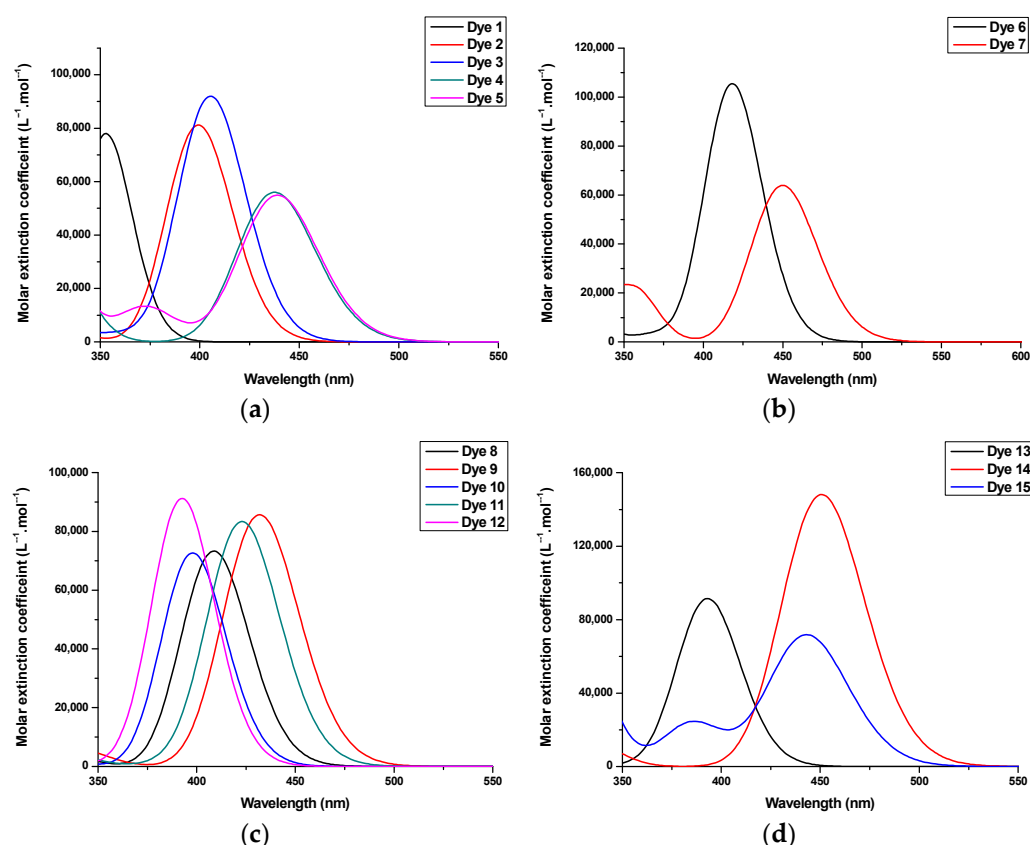 Dye 1
Dye 2
Dye 3
Dye 4
Dye 5
100,000
80,000
60,000
40,000
20,000
0
350 400 450 500 550
Molar extinction coefficeint (L⁻¹.mol⁻¹)
Wavelength (nm)
(a)
Dye 6
Dye 7
120,000
100,000
80,000
60,000
40,000
20,000
0
350 400 450 500 550 600
Molar extinction coefficeint (L⁻¹.mol⁻¹)
Wavelength (nm)
(b)
Dye 8
Dye 9
Dye 10
Dye 11
Dye 12
100,000
80,000
60,000
40,000
20,000
0
350 400 450 500 550
Molar extinction coefficeint (L⁻¹.mol⁻¹)
Wavelength (nm)
(c)
Dye 13
Dye 14
Dye 15
160,000
120,000
80,000
40,000
0
350 400 450 500 550
Molar extinction coefficeint (L⁻¹.mol⁻¹)
Wavelength (nm)
(d)